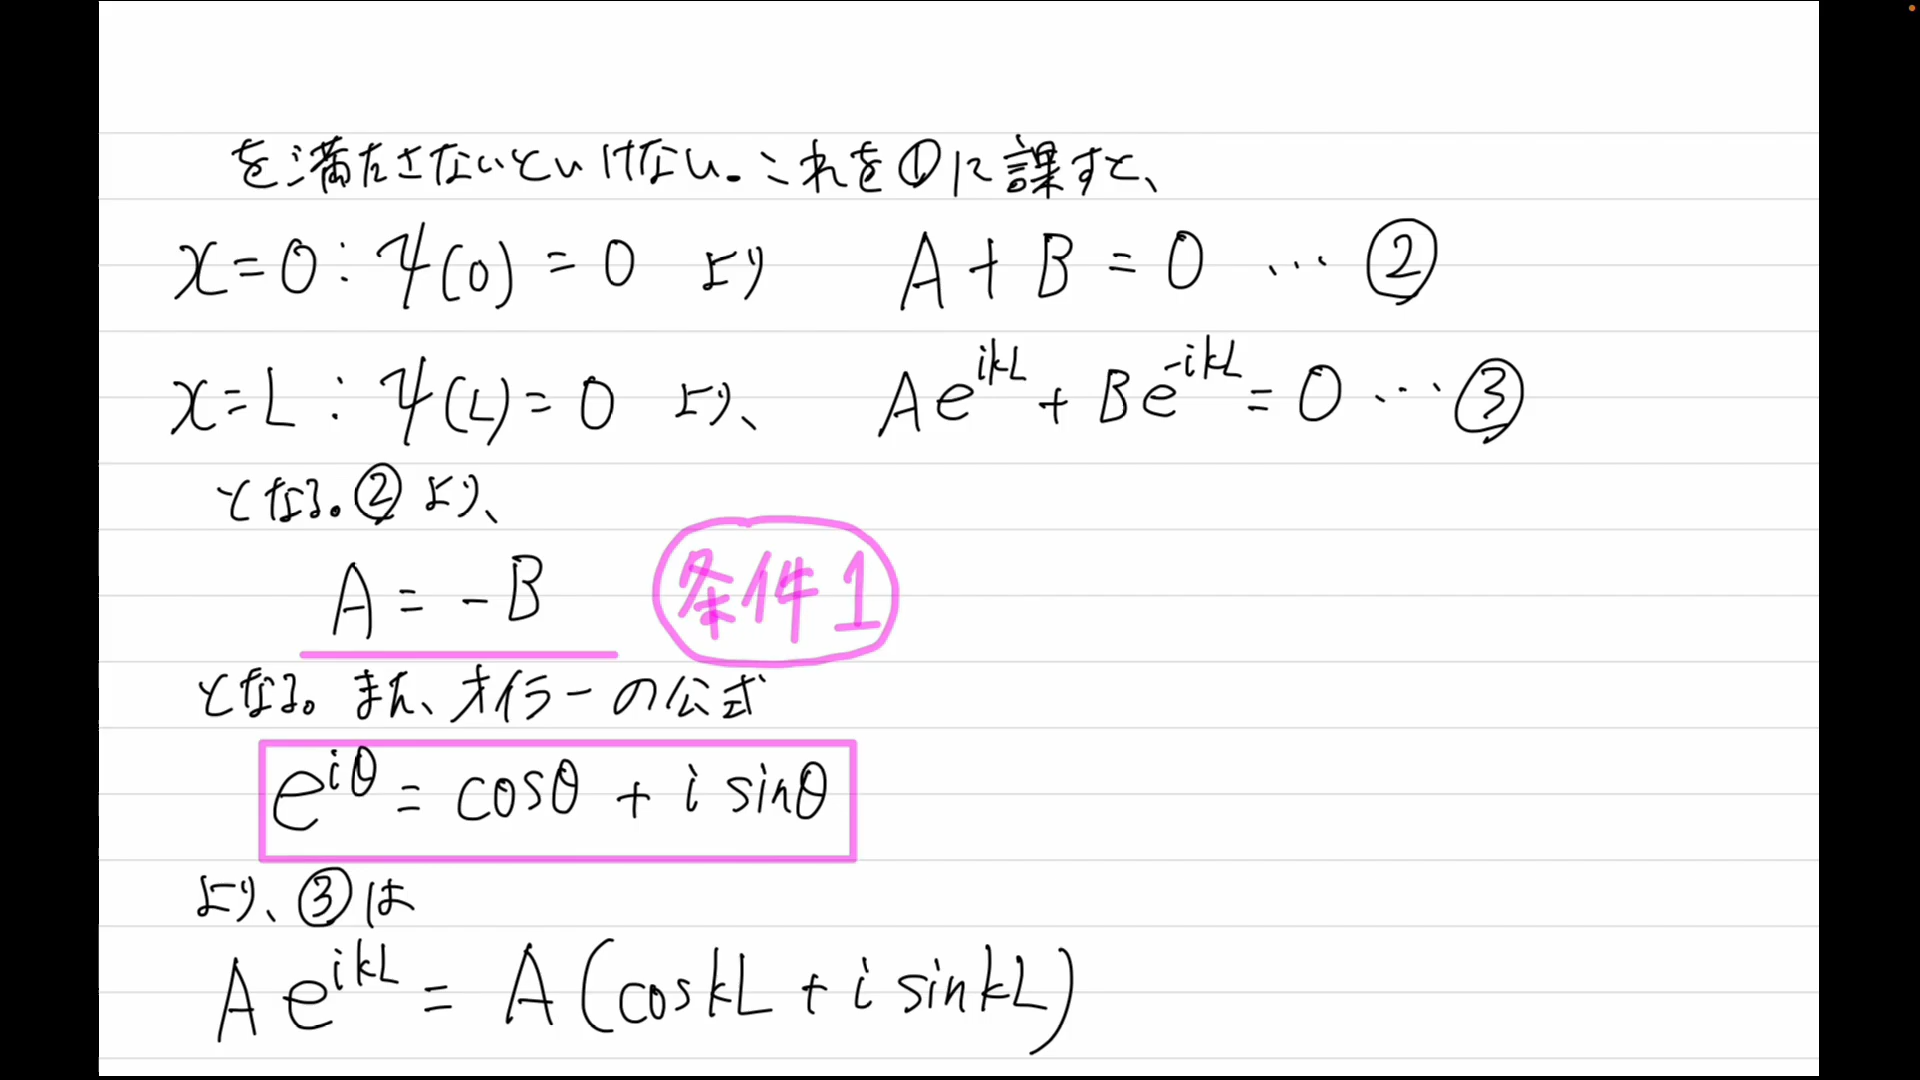 を満たさないといけない.これを①に課すと、
x=0:ψ(0)=0 より A+B=0 … ②
x=L:ψ(L)=0 より、 Ae^{ikL}+Be^{-ikL}=0 … ③
となる。②より、
A=-B 条件1
となる。また、オイラーの公式
e^{iθ}=cosθ+i sinθ
より、③は
Ae^{ikL}=A(coskL+i sinkL)